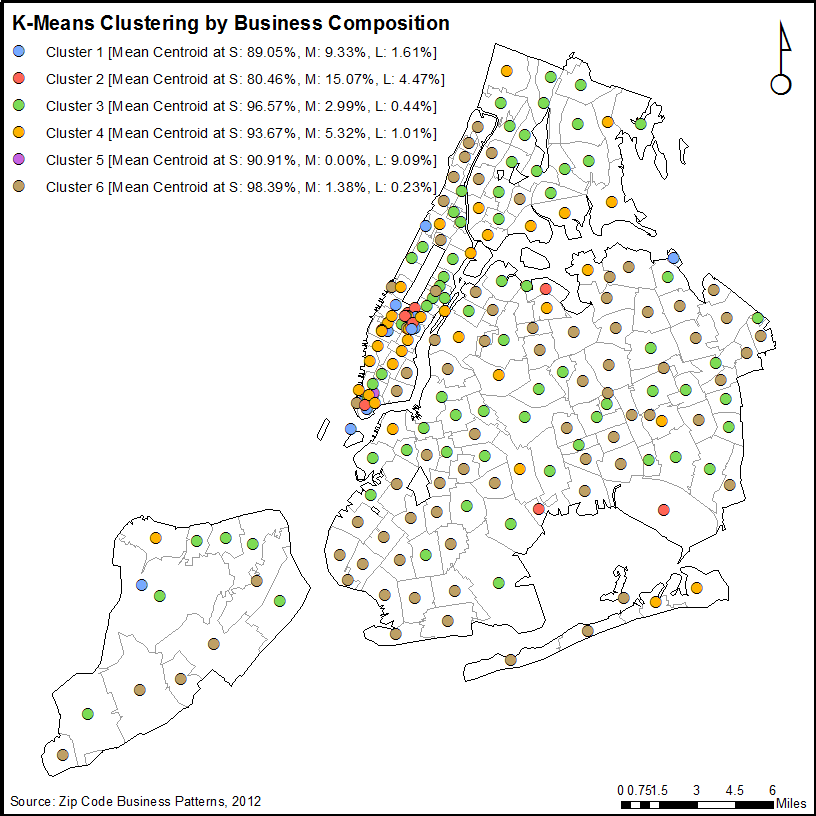 K-Means Clustering by Business Composition
Cluster 1 [Mean Centroid at S: 89.05%, M: 9.33%, L: 1.61%]
Cluster 2 [Mean Centroid at S: 80.46%, M: 15.07%, L: 4.47%]
Cluster 3 [Mean Centroid at S: 96.57%, M: 2.99%, L: 0.44%]
Cluster 4 [Mean Centroid at S: 93.67%, M: 5.32%, L: 1.01%]
Cluster 5 [Mean Centroid at S: 90.91%, M: 0.00%, L: 9.09%]
Cluster 6 [Mean Centroid at S: 98.39%, M: 1.38%, L: 0.23%]
0 0.75 1.5 3 4.5 6
Miles
Source: Zip Code Business Patterns, 2012